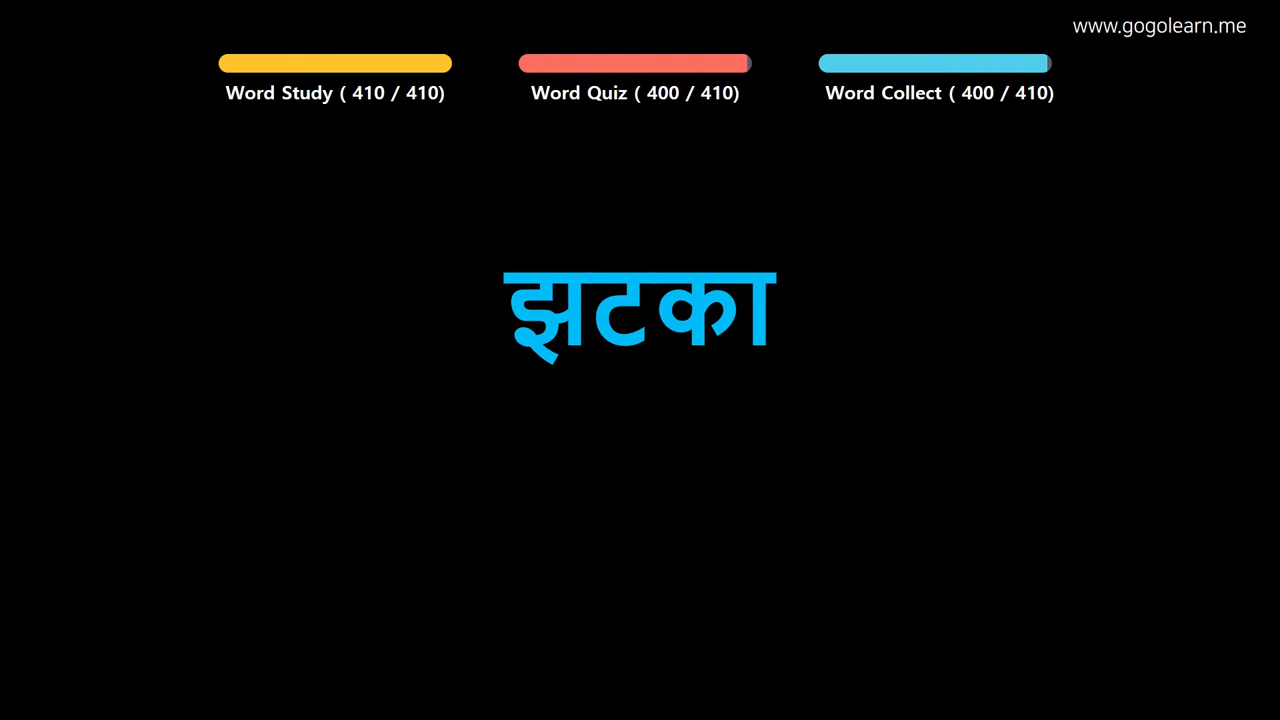 www.gogolearn.me
Word Study ( 410 / 410)
Word Quiz ( 400 / 410)
Word Collect ( 400 / 410)
झटका